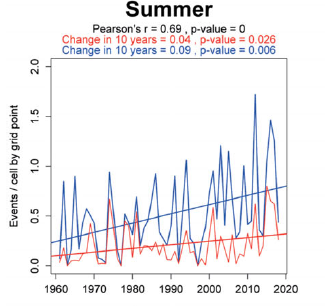 Summer
Pearson's r = 0.69 , p-value = 0
Change in 10 years = 0.04 , p-value = 0.026
Change in 10 years = 0.09 , p-value = 0.006
Events / cell by grid point
2.0
1.5
1.0
0.5
0.0
1960 1970 1980 1990 2000 2010 2020